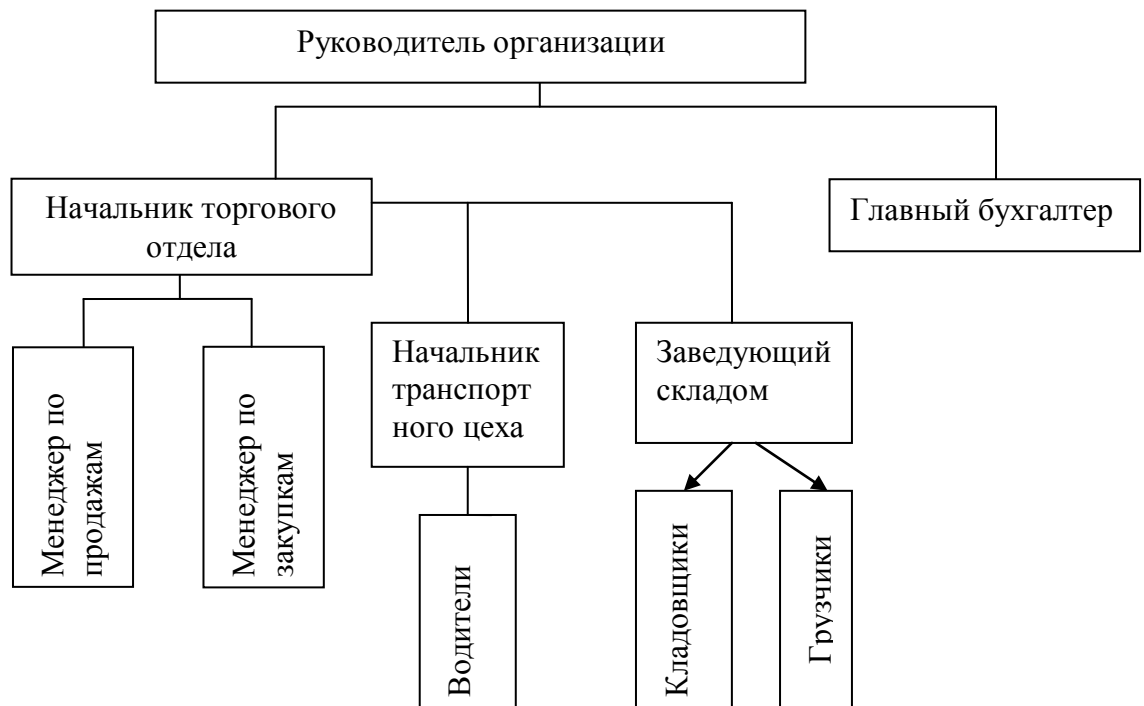 Руководитель организации
Начальник торгового
отдела
Главный бухгалтер
Менеджер по
продажам
Менеджер по
закупкам
Начальник
транспорт
ного цеха
Заведующий
складом
Водители
Кладовщики
Грузчики